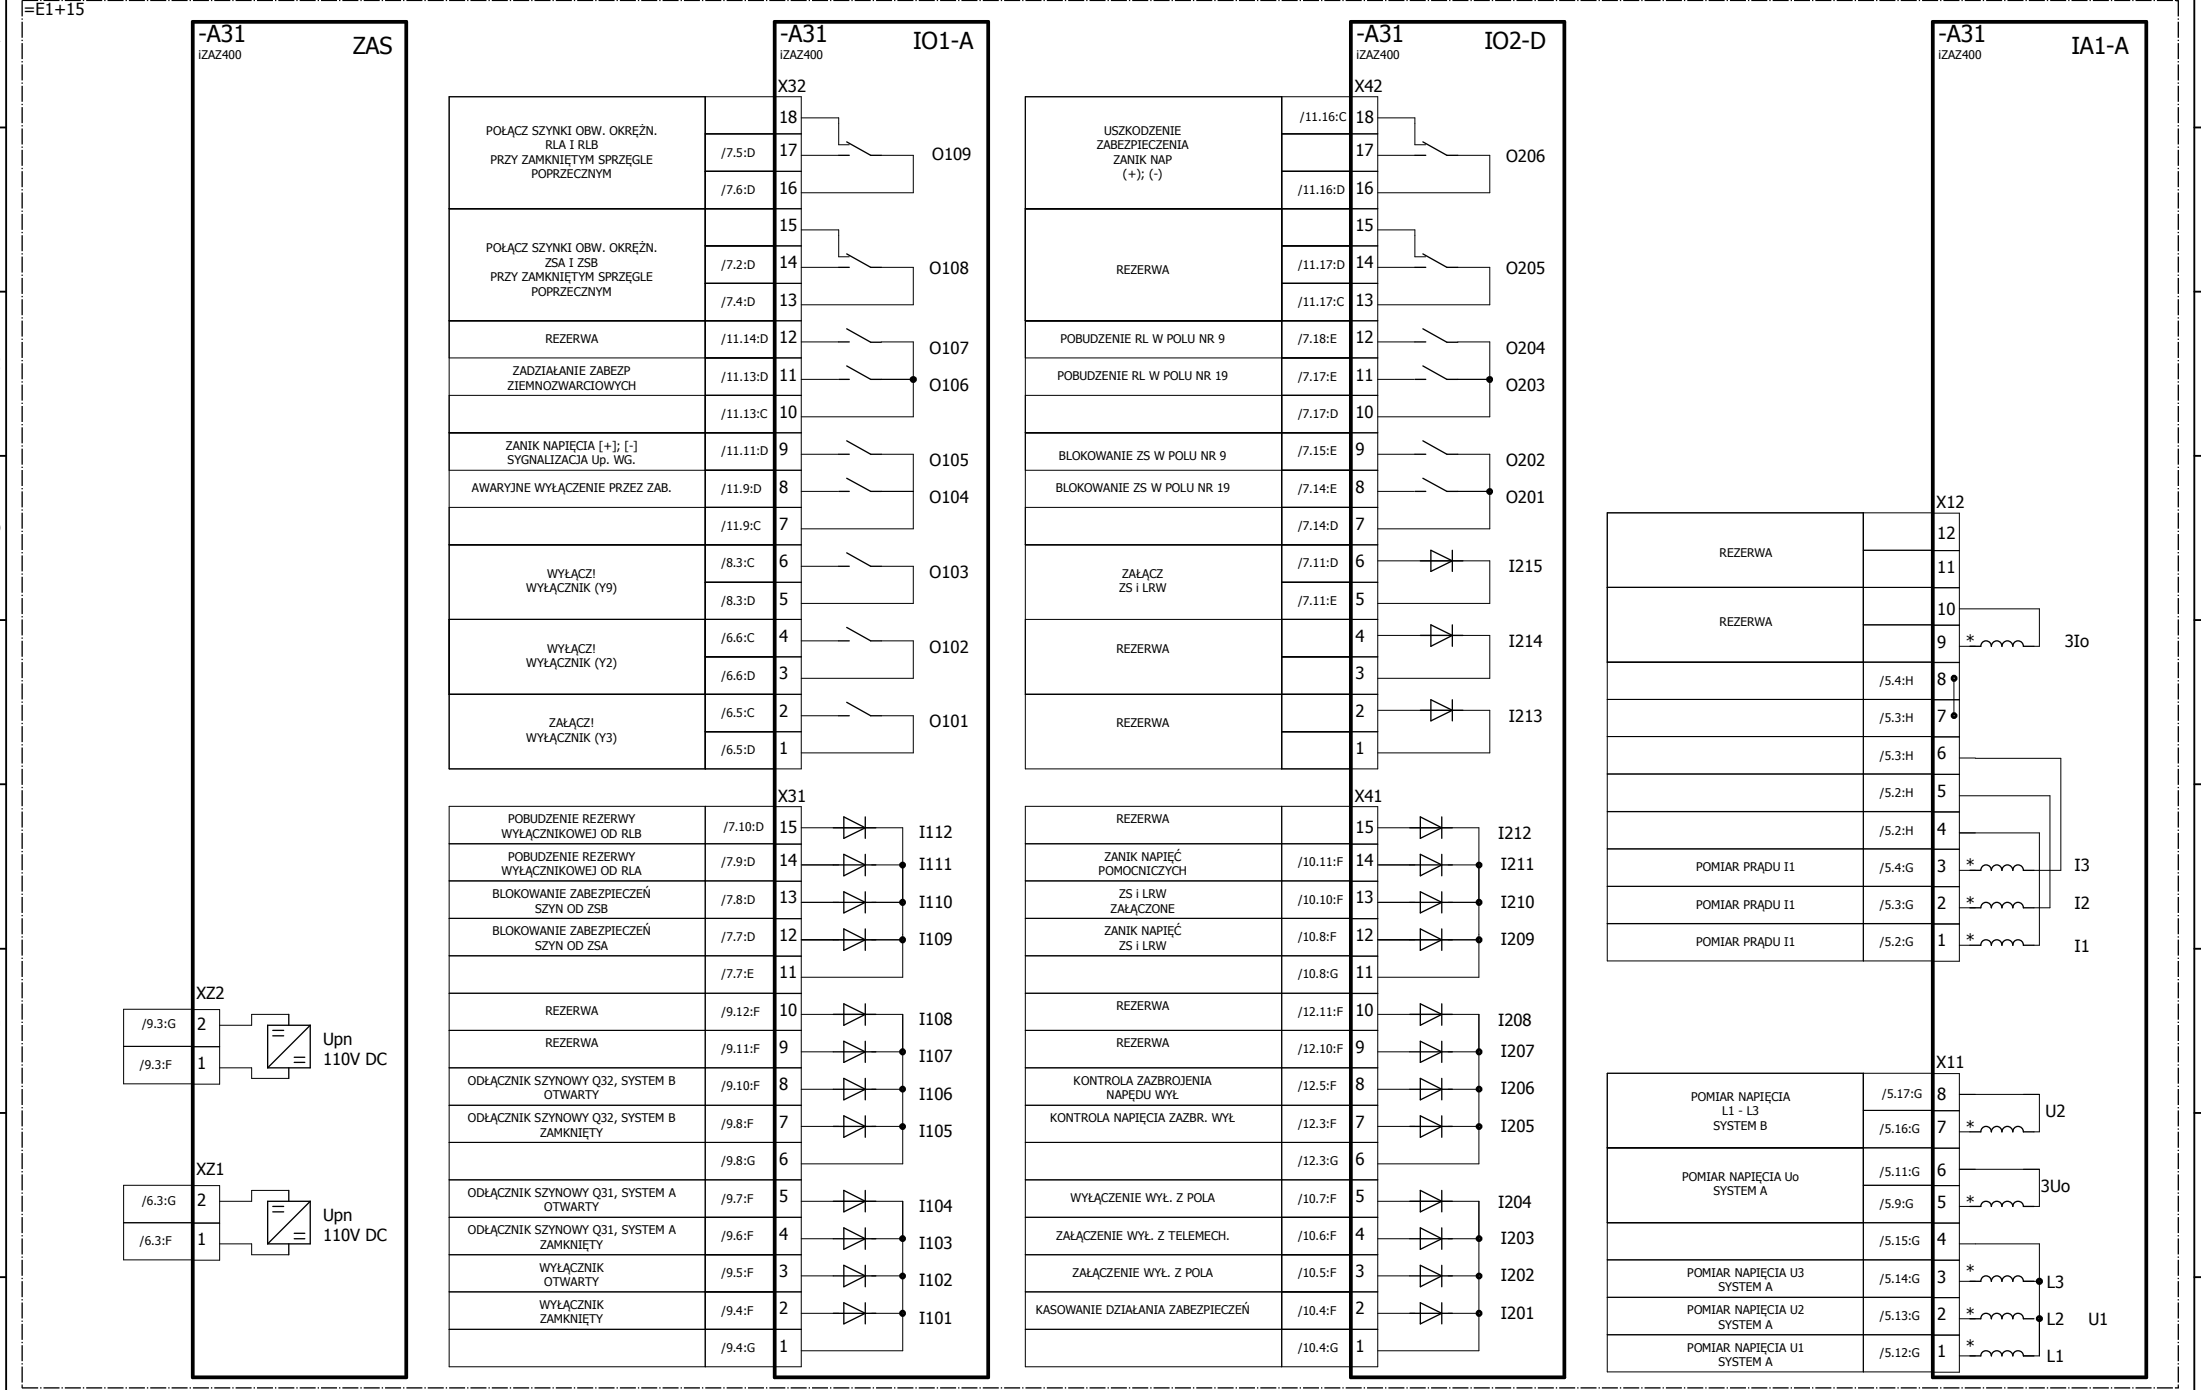 =E1+15
-A31
iZAZ400
ZAS
XZ2
/9.3:G 2
/9.3:F 1
Upn
110V DC
XZ1
/6.3:G 2
/6.3:F 1
Upn
110V DC
-A31
iZAZ400
IO1-A
X32
18
POŁĄCZ SZYNKI OBW. OKRĘŻN.
RLA I RLB
PRZY ZAMKNIĘTYM SPRZĘGLE
POPRZECZNYM
/7.5:D 17 O109
/7.6:D 16
15
POŁĄCZ SZYNKI OBW. OKRĘŻN.
ZSA I ZSB
PRZY ZAMKNIĘTYM SPRZĘGLE
POPRZECZNYM
/7.2:D 14 O108
/7.4:D 13
REZERWA /11.14:D 12 O107
ZADZIAŁANIE ZABEZP
ZIEMNOZWARCIOWYCH
/11.13:D 11 O106
/11.13:C 10
ZANIK NAPIĘCIA [+]; [-]
SYGNALIZACJA Up. WG.
/11.11:D 9 O105
AWARYJNE WYŁĄCZENIE PRZEZ ZAB. /11.9:D 8 O104
/11.9:C 7
WYŁĄCZ!
WYŁĄCZNIK (Y9)
/8.3:C 6 O103
/8.3:D 5
WYŁĄCZ!
WYŁĄCZNIK (Y2)
/6.6:C 4 O102
/6.6:D 3
ZAŁĄCZ!
WYŁĄCZNIK (Y3)
/6.5:C 2 O101
/6.5:D 1
X31
POBUDZENIE REZERWY
WYŁĄCZNIKOWEJ OD RLB
/7.10:D 15 I112
POBUDZENIE REZERWY
WYŁĄCZNIKOWEJ OD RLA
/7.9:D 14 I111
BLOKOWANIE ZABEZPIECZEŃ
SZYN OD ZSB
/7.8:D 13 I110
BLOKOWANIE ZABEZPIECZEŃ
SZYN OD ZSA
/7.7:D 12 I109
/7.7:E 11
REZERWA /9.12:F 10 I108
REZERWA /9.11:F 9 I107
ODŁĄCZNIK SZYNOWY Q32, SYSTEM B
OTWARTY
/9.10:F 8 I106
ODŁĄCZNIK SZYNOWY Q32, SYSTEM B
ZAMKNIĘTY
/9.8:F 7 I105
/9.8:G 6
ODŁĄCZNIK SZYNOWY Q31, SYSTEM A
OTWARTY
/9.7:F 5 I104
ODŁĄCZNIK SZYNOWY Q31, SYSTEM A
ZAMKNIĘTY
/9.6:F 4 I103
WYŁĄCZNIK
OTWARTY
/9.5:F 3 I102
WYŁĄCZNIK
ZAMKNIĘTY
/9.4:F 2 I101
/9.4:G 1
-A31
iZAZ400
IO2-D
X42
/11.16:C 18
USZKODZENIE
ZABEZPIECZENIA
ZANIK NAP
(+); (-)
17 O206
/11.16:D 16
15
REZERWA /11.17:D 14 O205
/11.17:C 13
POBUDZENIE RL W POLU NR 9 /7.18:E 12 O204
POBUDZENIE RL W POLU NR 19 /7.17:E 11 O203
/7.17:D 10
BLOKOWANIE ZS W POLU NR 9 /7.15:E 9 O202
BLOKOWANIE ZS W POLU NR 19 /7.14:E 8 O201
/7.14:D 7
ZAŁĄCZ
ZS i LRW
/7.11:D 6 I215
/7.11:E 5
REZERWA 4 I214
3
REZERWA 2 I213
1
X41
REZERWA 15 I212
ZANIK NAPIĘĆ
POMOCNICZYCH
/10.11:F 14 I211
ZS i LRW
ZAŁĄCZONE
/10.10:F 13 I210
ZANIK NAPIĘĆ
ZS i LRW
/10.8:F 12 I209
/10.8:G 11
REZERWA /12.11:F 10 I208
REZERWA /12.10:F 9 I207
KONTROLA ZAZBROJENIA
NAPĘDU WYŁ
/12.5:F 8 I206
KONTROLA NAPIĘCIA ZAZBR. WYŁ /12.3:F 7 I205
/12.3:G 6
WYŁĄCZENIE WYŁ. Z POLA /10.7:F 5 I204
ZAŁĄCZENIE WYŁ. Z TELEMECH. /10.6:F 4 I203
ZAŁĄCZENIE WYŁ. Z POLA /10.5:F 3 I202
KASOWANIE DZIAŁANIA ZABEZPIECZEŃ /10.4:F 2 I201
/10.4:G 1
-A31
iZAZ400
IA1-A
X12
12
REZERWA
11
10
REZERWA
9 * 3Io
/5.4:H 8
/5.3:H 7
/5.3:H 6
/5.2:H 5
/5.2:H 4
POMIAR PRĄDU I1 /5.4:G 3 * I3
POMIAR PRĄDU I1 /5.3:G 2 * I2
POMIAR PRĄDU I1 /5.2:G 1 * I1
X11
POMIAR NAPIĘCIA
L1 - L3
SYSTEM B
/5.17:G 8 U2
/5.16:G 7 *
POMIAR NAPIĘCIA Uo
SYSTEM A
/5.11:G 6 3Uo
/5.9:G 5 *
/5.15:G 4
POMIAR NAPIĘCIA U3
SYSTEM A
/5.14:G 3 * L3
POMIAR NAPIĘCIA U2
SYSTEM A
/5.13:G 2 * L2 U1
POMIAR NAPIĘCIA U1
SYSTEM A
/5.12:G 1 * L1